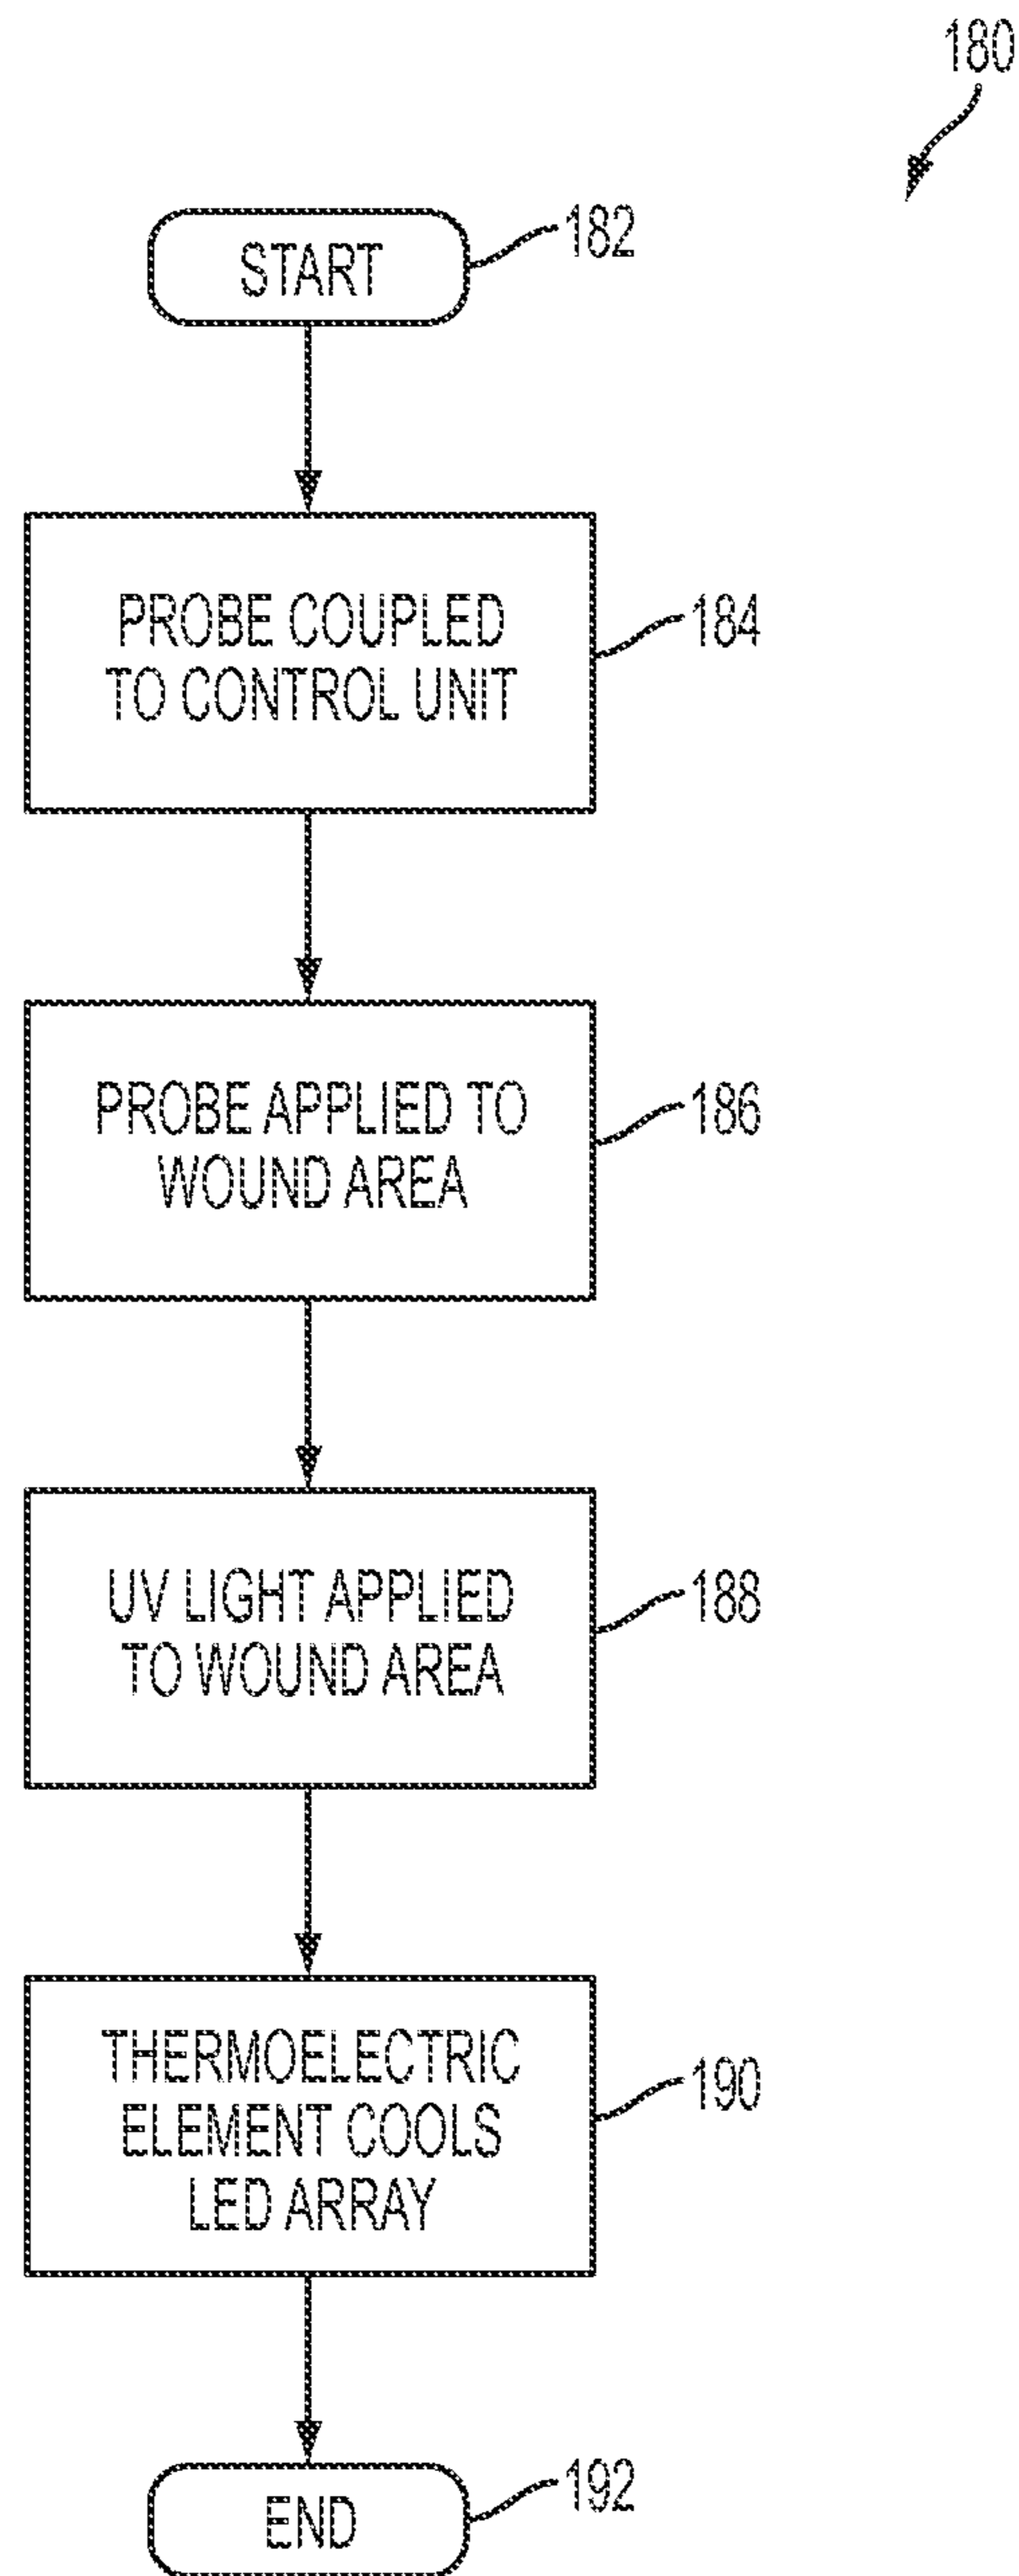 180
START
182
PROBE COUPLED
TO CONTROL UNIT
184
PROBE APPLIED TO
WOUND AREA
186
UV LIGHT APPLIED
TO WOUND AREA
188
THERMOELECTRIC
ELEMENT COOLS
LED ARRAY
190
END
192